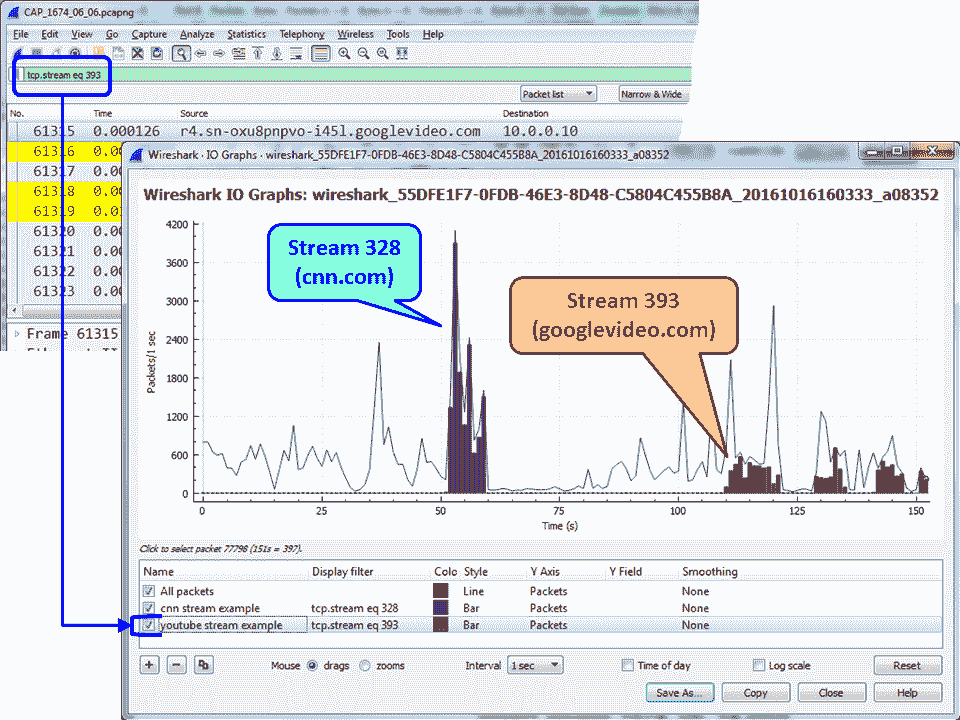 CAP_1674_06_06.pcapng
File Edit View Go Capture Analyze Statistics Telephony Wireless Tools Help
tcp.stream eq 393
Packet list Narrow & Wide
No. Time Source Destination
61315 0.000126 r4.sn-oxu8pnpvo-i45l.googlevideo.com 10.0.0.10
61316 0.00
61317 0.00
61318 0.00
61319 0.01
61320 0.00
61321 0.00
61322 0.00
61323 0.00
Frame 61315
Wireshark · IO Graphs · wireshark_55DFE1F7-0FDB-46E3-8D48-C5804C455B8A_20161016160333_a08352
Wireshark IO Graphs: wireshark_55DFE1F7-0FDB-46E3-8D48-C5804C455B8A_20161016160333_a08352
4200
3600
3000
2400
1800
1200
600
0
Packets/1 sec
Stream 328
(cnn.com)
Stream 393
(googlevideo.com)
0 25 50 75 100 125 150
Time (s)
Click to select packet 77798 (151s = 397).
Name Display filter Colo Style Y Axis Y Field Smoothing
All packets Line Packets None
cnn stream example tcp.stream eq 328 Bar Packets None
youtube stream example tcp.stream eq 393 Bar Packets None
+ − Mouse drags zooms Interval 1 sec Time of day Log scale Reset
Save As... Copy Close Help